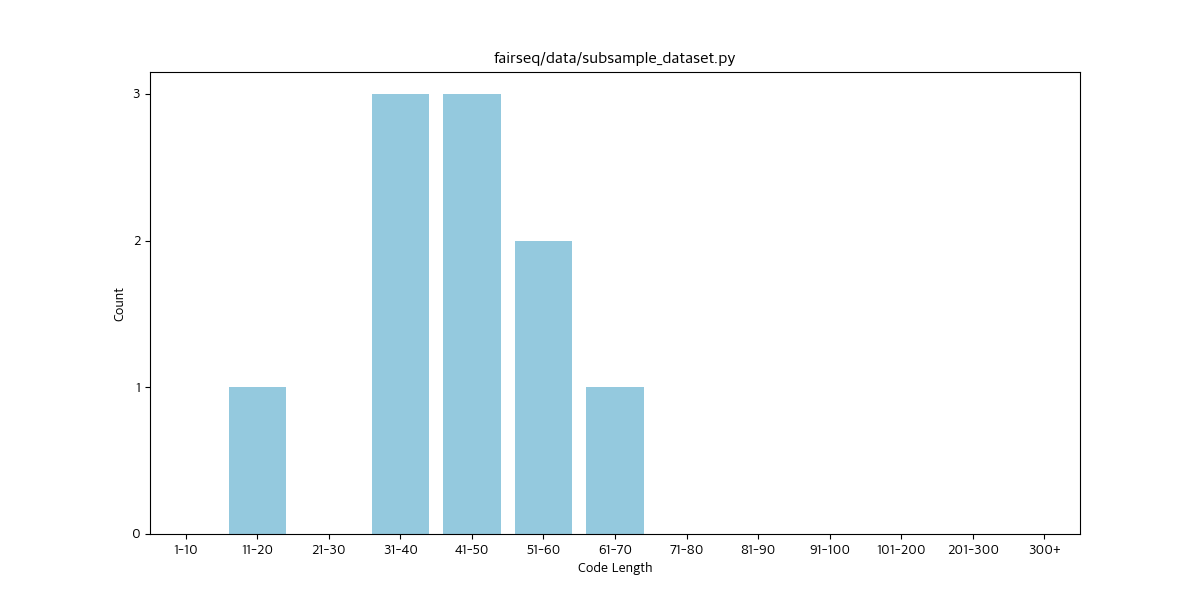 fairseq/data/subsample_dataset.py
3
2
1
0
Count
1-10 11-20 21-30 31-40 41-50 51-60 61-70 71-80 81-90 91-100 101-200 201-300 300+
Code Length